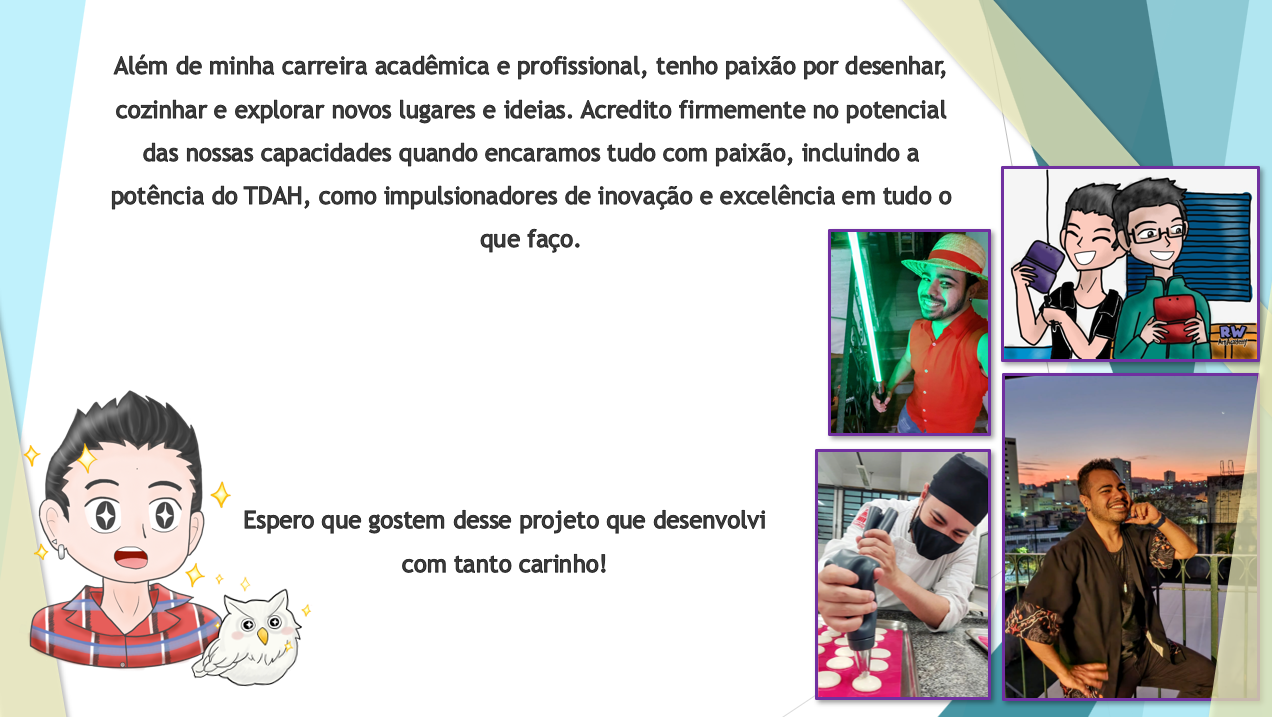 Além de minha carreira acadêmica e profissional, tenho paixão por desenhar,
cozinhar e explorar novos lugares e ideias. Acredito firmemente no potencial
das nossas capacidades quando encaramos tudo com paixão, incluindo a
potência do TDAH, como impulsionadores de inovação e excelência em tudo o
que faço.
RW
Espero que gostem desse projeto que desenvolvi
com tanto carinho!